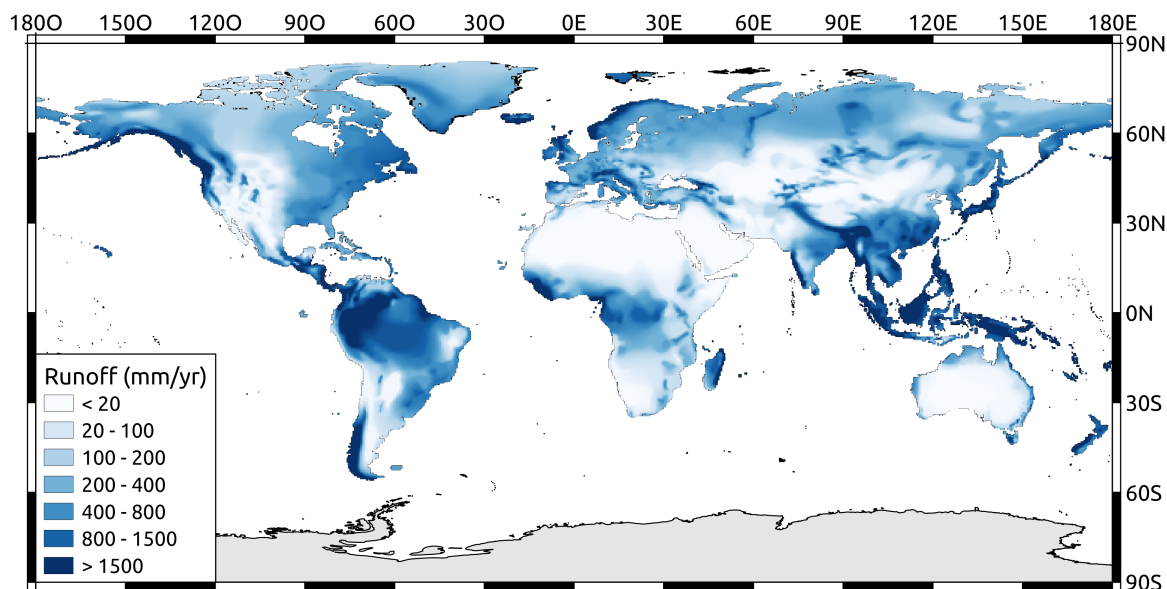 180O 150O 120O 90O 60O 30O 0E 30E 60E 90E 120E 150E 180E
90N
60N
30N
0N
30S
60S
90S
Runoff (mm/yr)
< 20
20 - 100
100 - 200
200 - 400
400 - 800
800 - 1500
> 1500